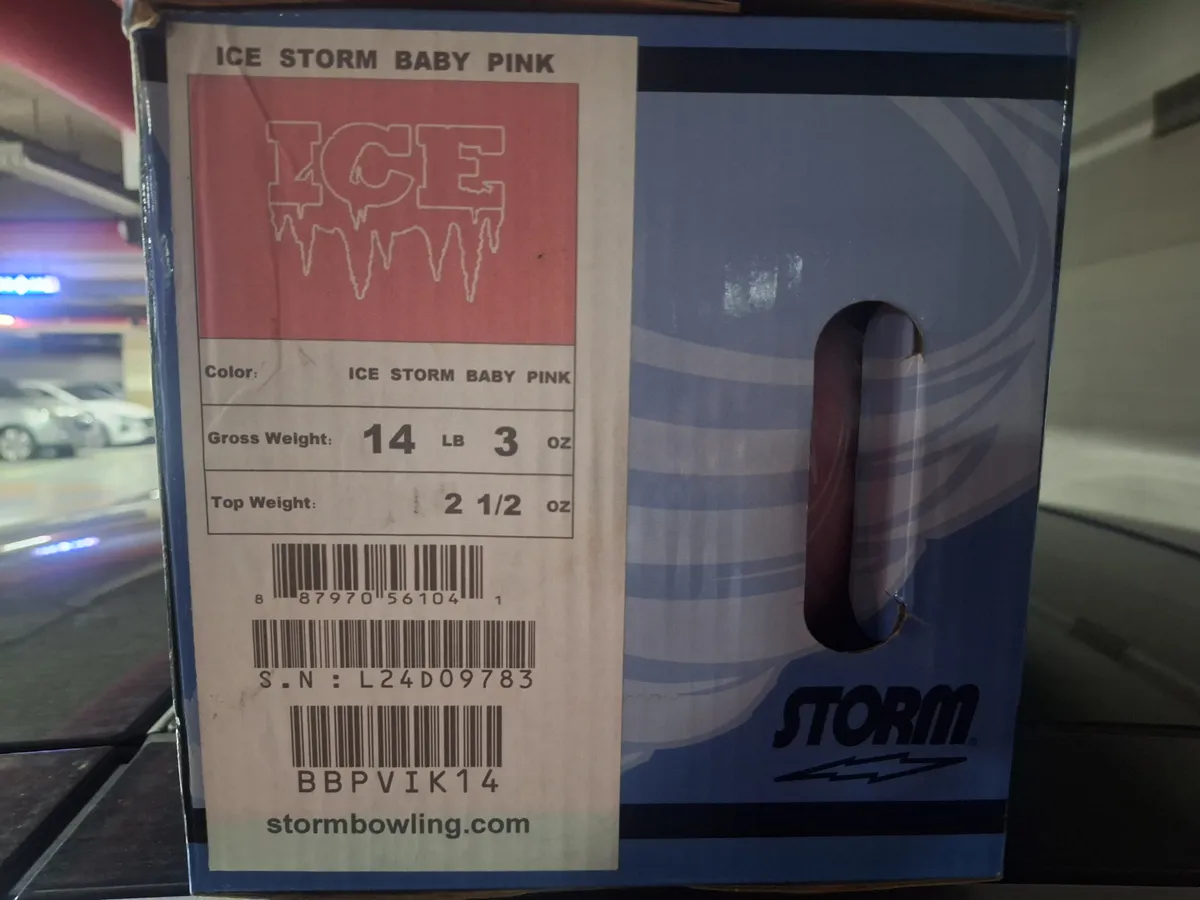 ICE STORM BABY PINK
ICE
Color: ICE STORM BABY PINK
Gross Weight: 14 LB 3 OZ
Top Weight: 2 1/2 OZ
8 87970 56104 1
S.N : L24D09783
BBPVIK14
stormbowling.com
STORM